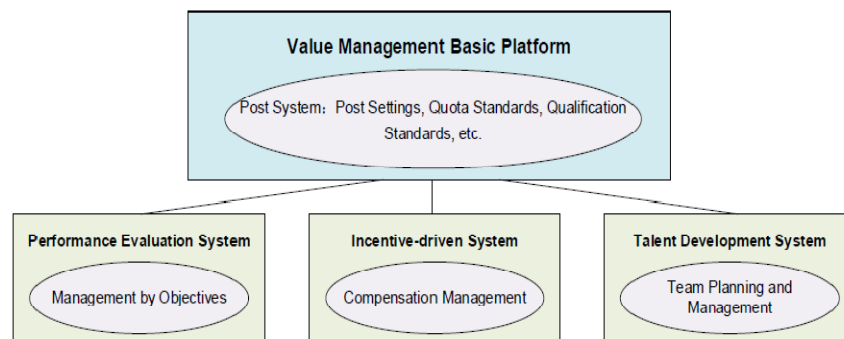 Value Management Basic Platform
Post System：Post Settings, Quota Standards, Qualification
Standards, etc.
Performance Evaluation System
Management by Objectives
Incentive-driven System
Compensation Management
Talent Development System
Team Planning and
Management